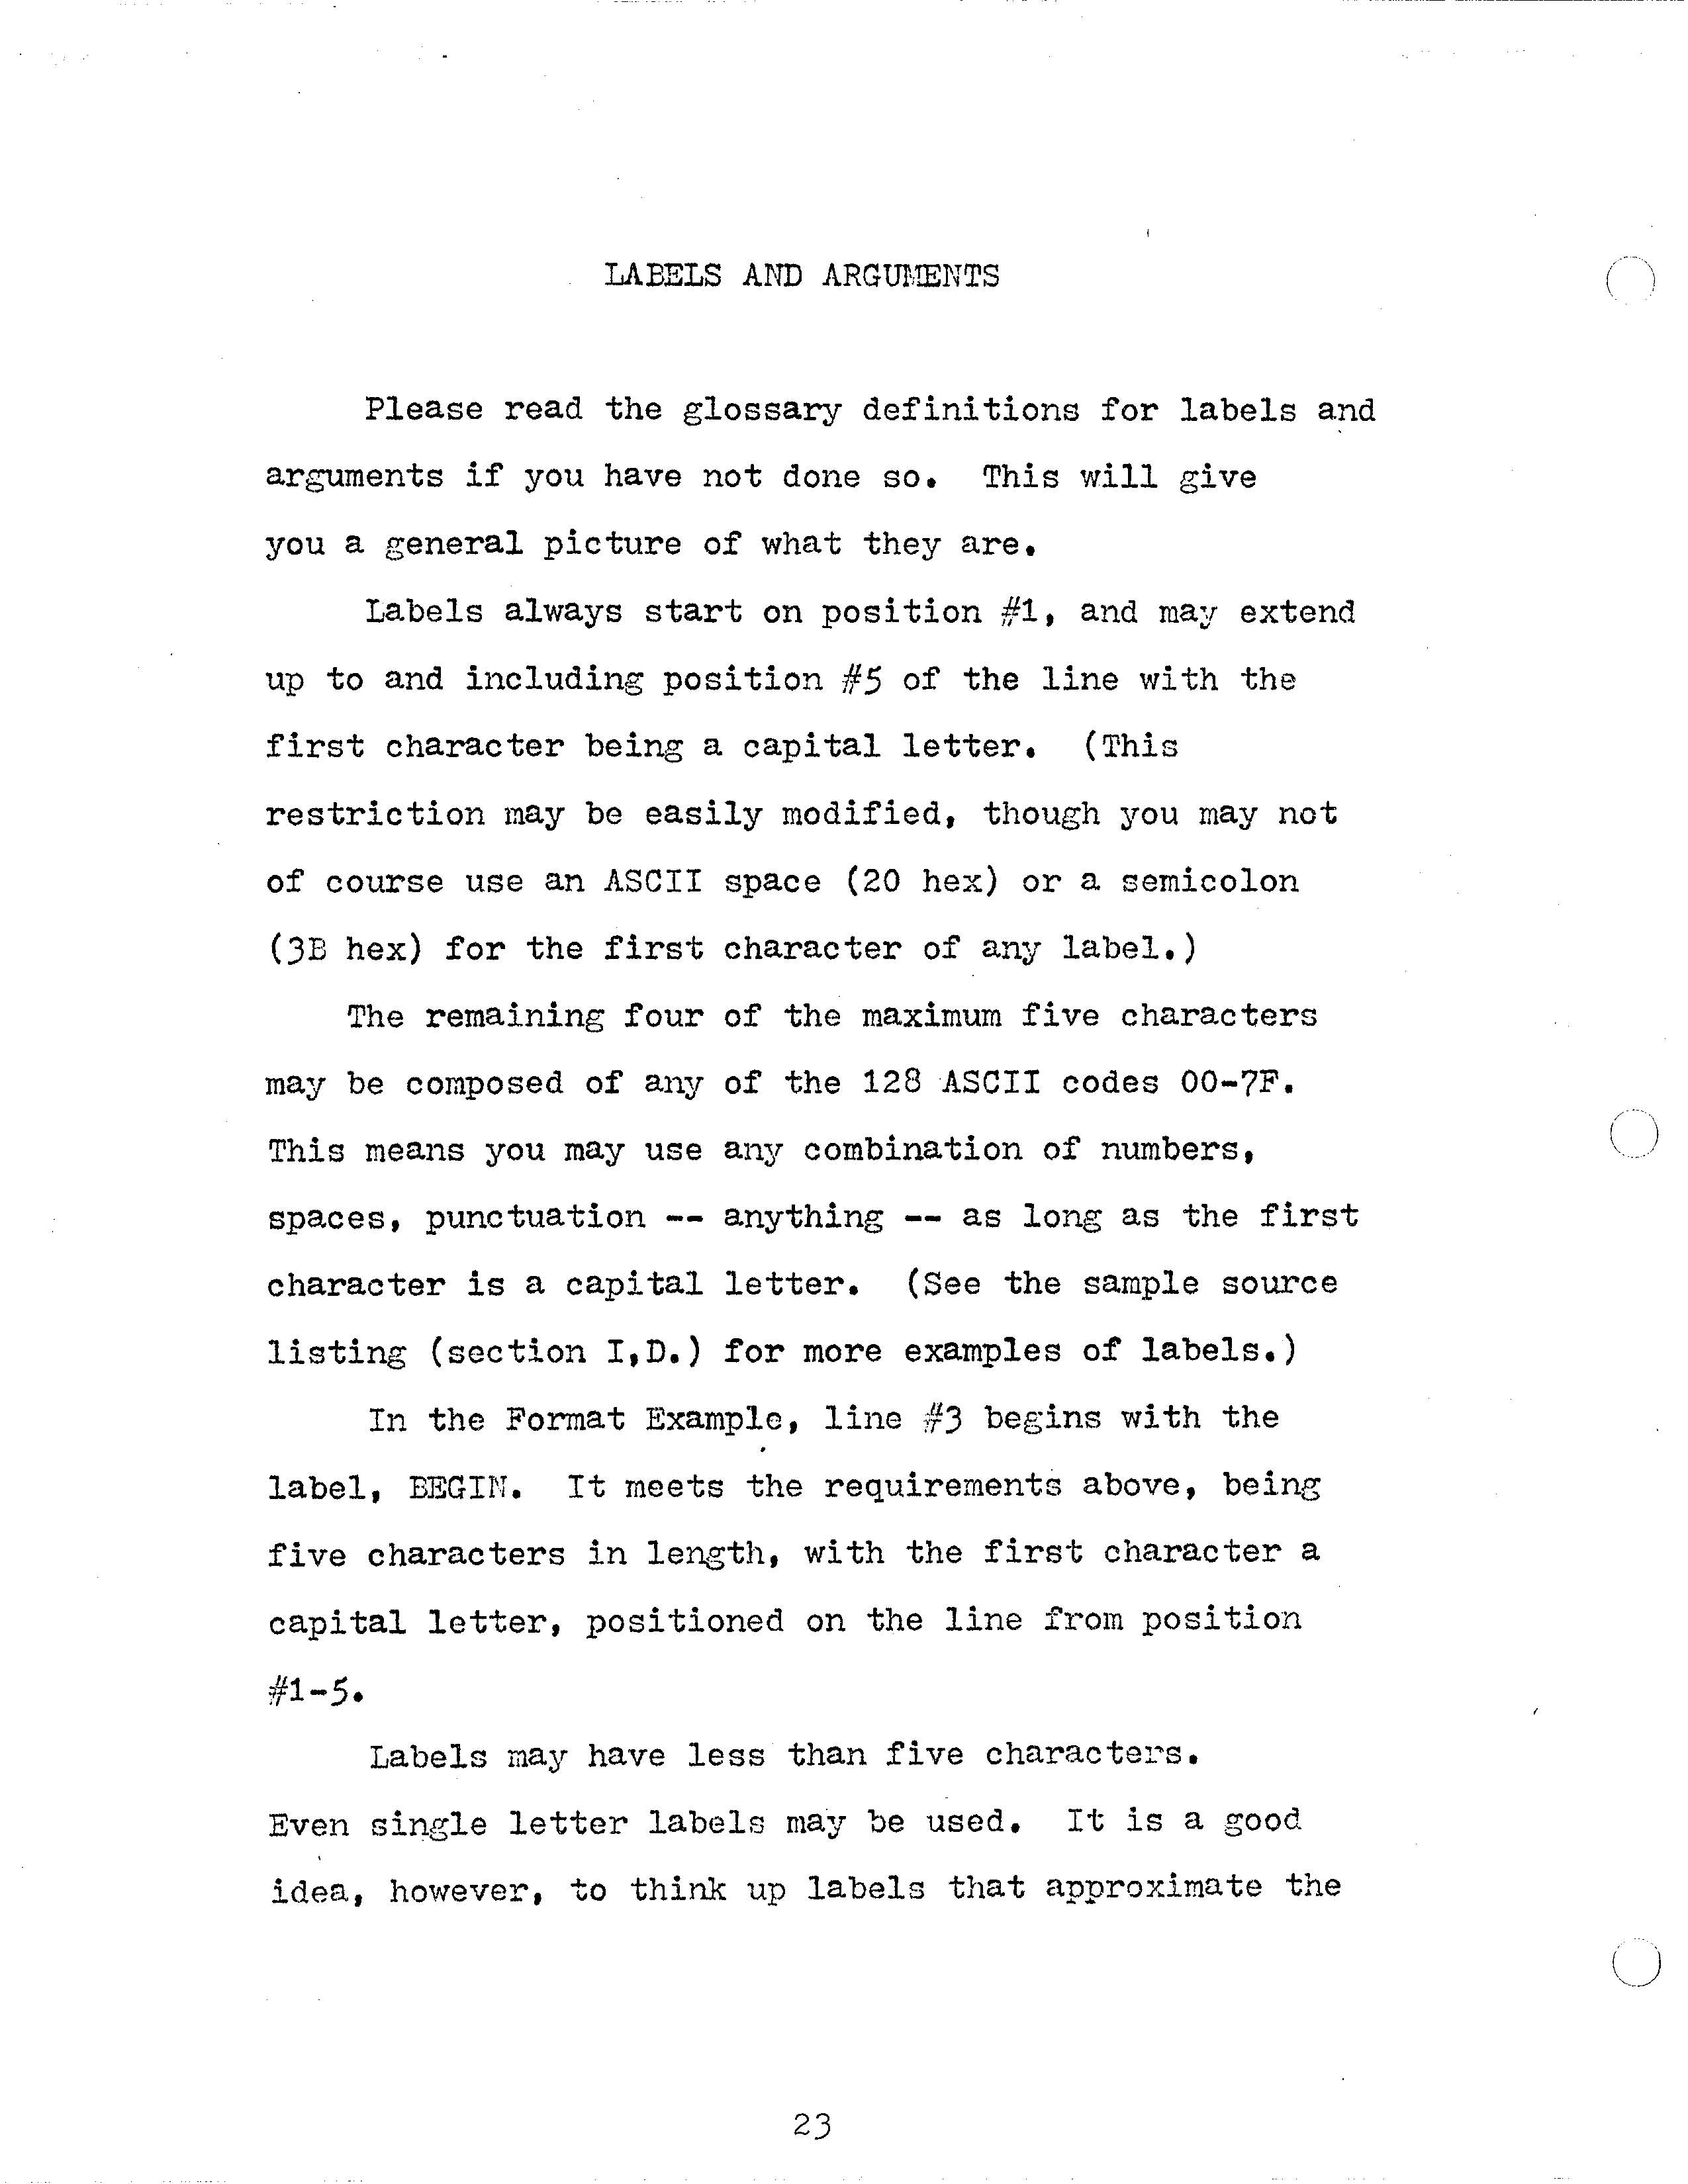 LABELS AND ARGUMENTS
Please read the glossary definitions for labels and
arguments if you have not done so.  This will give
you a general picture of what they are.
Labels always start on position #1, and may extend
up to and including position #5 of the line with the
first character being a capital letter.  (This
restriction may be easily modified, though you may not
of course use an ASCII space (20 hex) or a semicolon
(3B hex) for the first character of any label.)
The remaining four of the maximum five characters
may be composed of any of the 128 ASCII codes 00-7F.
This means you may use any combination of numbers,
spaces, punctuation -- anything -- as long as the first
character is a capital letter.  (See the sample source
listing (section I,D.) for more examples of labels.)
In the Format Example, line #3 begins with the
label, BEGIN.  It meets the requirements above, being
five characters in length, with the first character a
capital letter, positioned on the line from position
#1-5.
Labels may have less than five characters.
Even single letter labels may be used.  It is a good
idea, however, to think up labels that approximate the
23